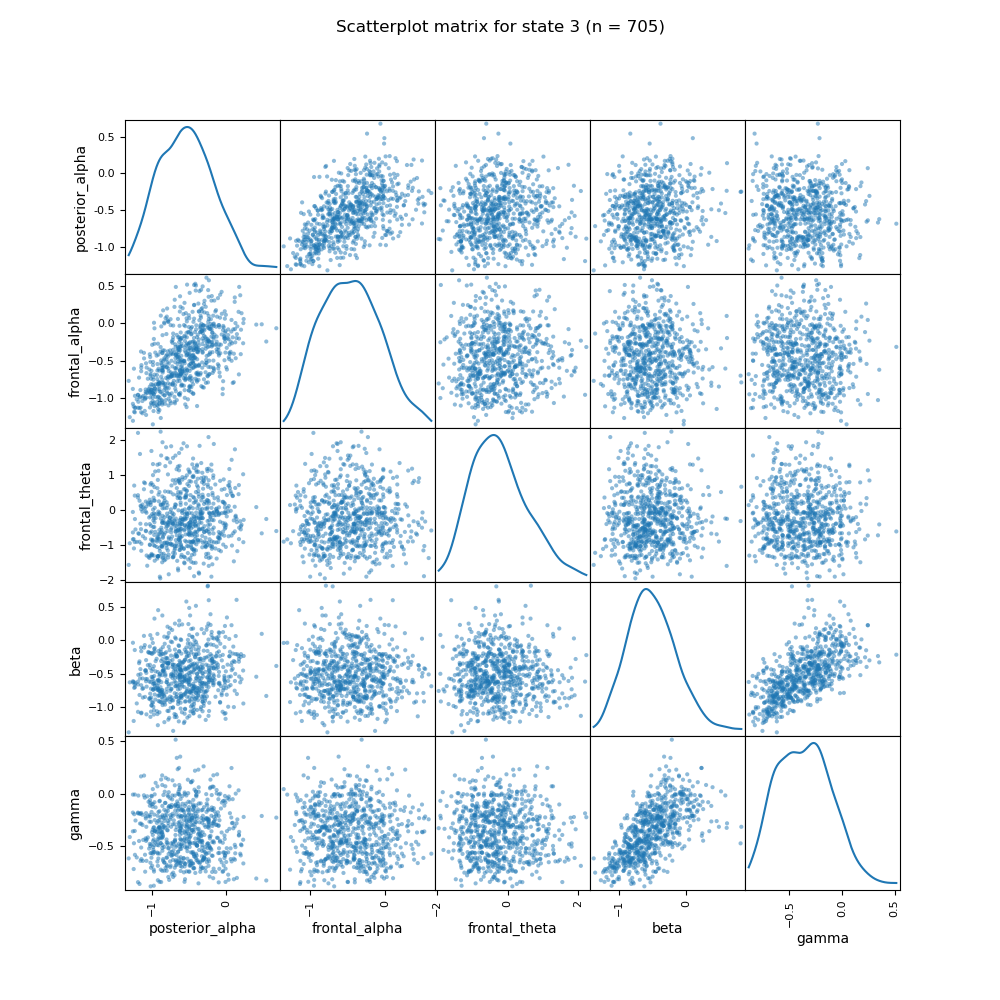 Scatterplot matrix for state 3 (n = 705)
posterior_alpha
0.5
0.0
−0.5
−1.0
frontal_alpha
0.5
0.0
−0.5
−1.0
frontal_theta
2
1
0
−1
−2
beta
0.5
0.0
−0.5
−1.0
gamma
0.5
0.0
−0.5
−1 0
−1 0
−2 0 2
−1 0
−0.5 0.0 0.5
posterior_alpha frontal_alpha frontal_theta beta gamma